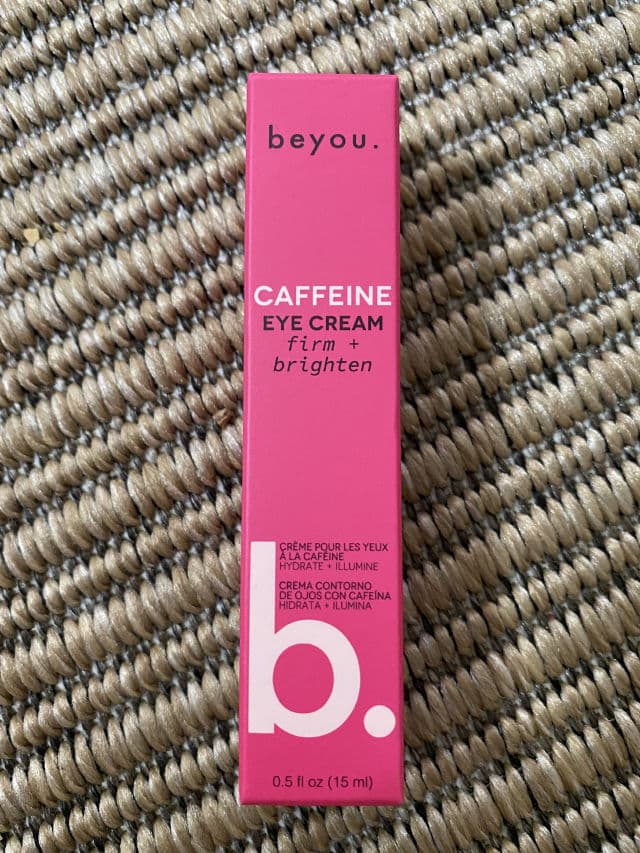 beyou.
CAFFEINE
EYE CREAM
firm +
brighten
CRÈME POUR LES YEUX
À LA CAFÉINE
HYDRATE + ILLUMINE
CREMA CONTORNO
DE OJOS CON CAFEÍNA
HIDRATA + ILUMINA
b.
0.5 fl oz (15 ml)